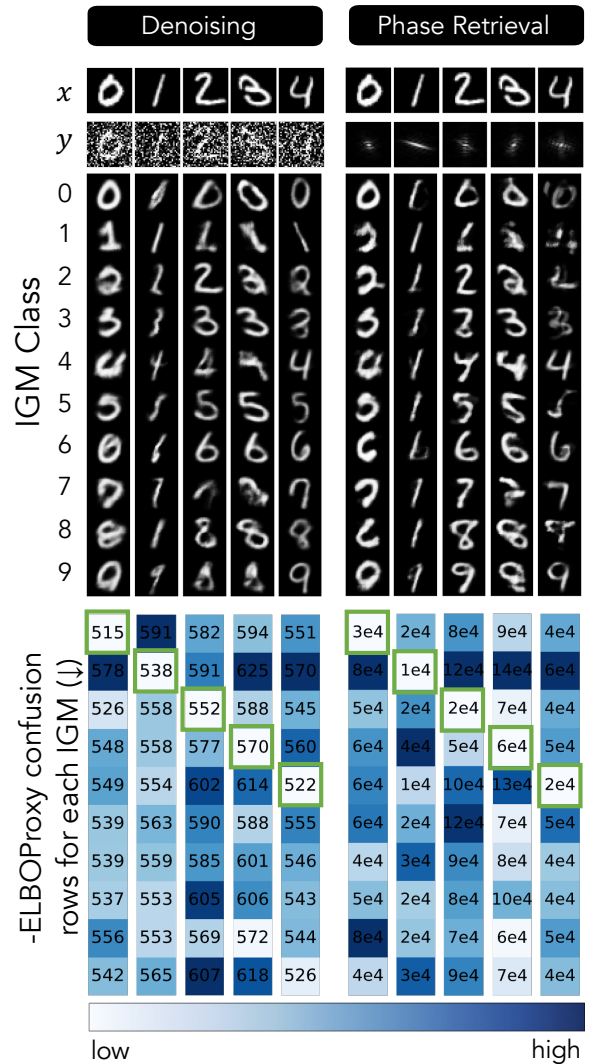 Denoising Phase Retrieval
x
y
IGM Class
0
1
2
3
4
5
6
7
8
9
-ELBOProxy confusion
rows for each IGM (↓)
515 591 582 594 551 3e4 2e4 8e4 9e4 4e4
578 538 591 625 570 8e4 1e4 12e4 14e4 6e4
526 558 552 588 545 5e4 2e4 2e4 7e4 4e4
548 558 577 570 560 6e4 4e4 5e4 6e4 5e4
549 554 602 614 522 6e4 1e4 10e4 13e4 2e4
539 563 590 588 555 6e4 2e4 12e4 7e4 5e4
539 559 585 601 546 4e4 3e4 9e4 8e4 4e4
537 553 605 606 543 5e4 2e4 8e4 10e4 4e4
556 553 569 572 544 8e4 2e4 7e4 6e4 5e4
542 565 607 618 526 4e4 3e4 9e4 7e4 4e4
low high